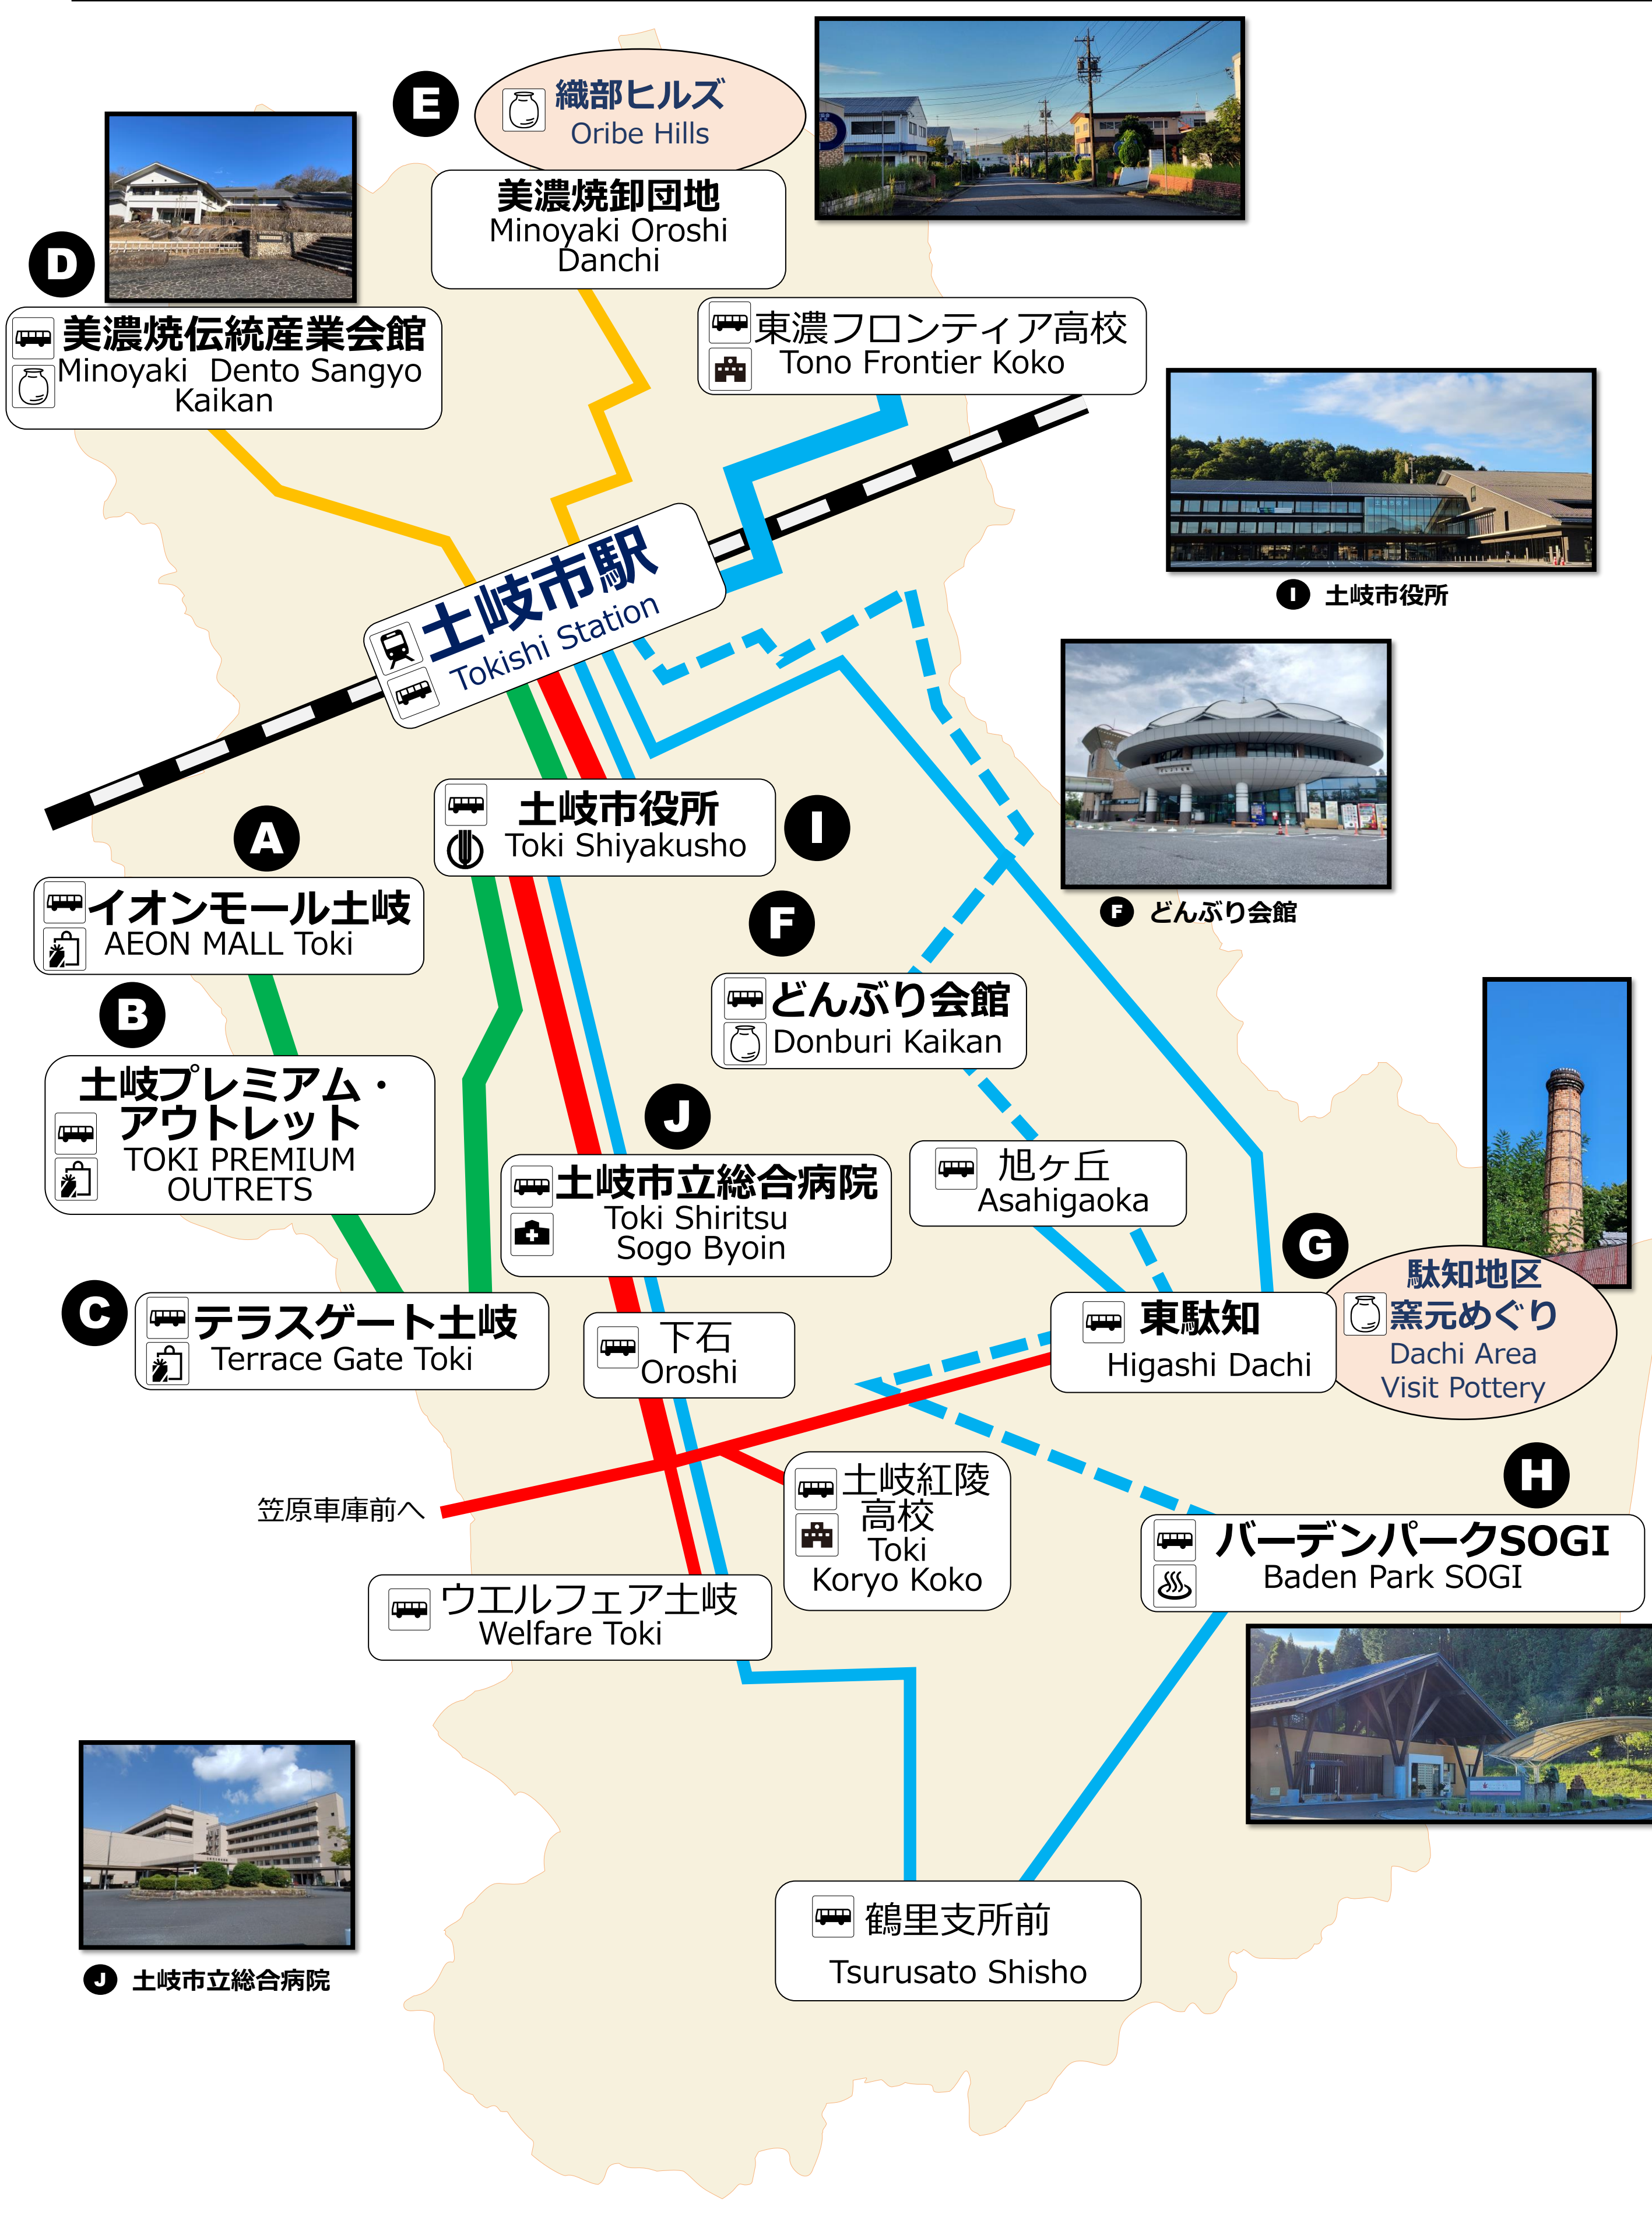 E
織部ヒルズ
Oribe Hills
美濃焼卸団地
Minoyaki Oroshi
Danchi
D
美濃焼伝統産業会館
Minoyaki Dento Sangyo
Kaikan
東濃フロンティア高校
Tono Frontier Koko
土岐市駅
Tokishi Station
I 土岐市役所
土岐市役所
Toki Shiyakusho
I
A
イオンモール土岐
AEON MALL Toki
F
F どんぶり会館
どんぶり会館
Donburi Kaikan
B
土岐プレミアム・
アウトレット
TOKI PREMIUM
OUTRETS
J
土岐市立総合病院
Toki Shiritsu
Sogo Byoin
旭ヶ丘
Asahigaoka
G
駄知地区
窯元めぐり
Dachi Area
Visit Pottery
C
テラスゲート土岐
Terrace Gate Toki
下石
Oroshi
東駄知
Higashi Dachi
笠原車庫前へ
土岐紅陵
高校
Toki
Koryo Koko
H
バーデンパークSOGI
Baden Park SOGI
ウエルフェア土岐
Welfare Toki
鶴里支所前
Tsurusato Shisho
J 土岐市立総合病院